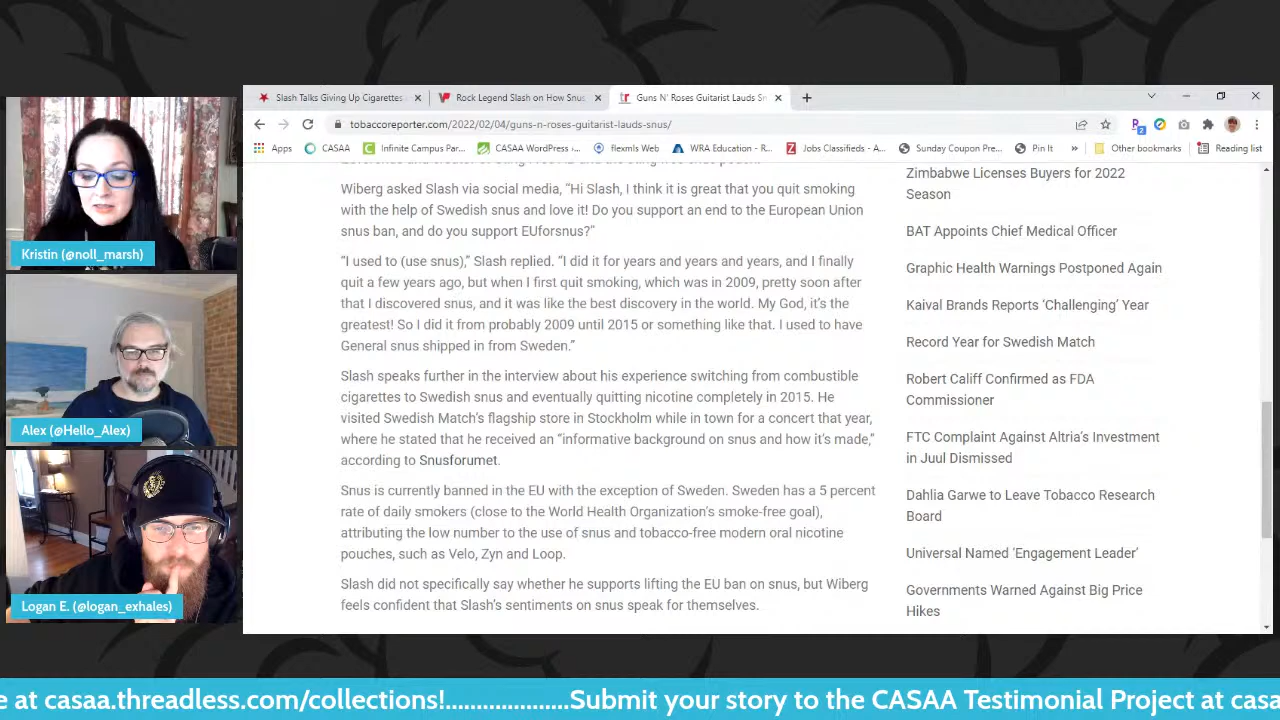 Slash Talks Giving Up Cigarettes
Rock Legend Slash on How Snus
Guns N' Roses Guitarist Lauds Sn
tobaccoreporter.com/2022/02/04/guns-n-roses-guitarist-lauds-snus/
Apps
CASAA
Infinite Campus Par...
CASAA WordPress -...
flexmls Web
WRA Education - R...
Jobs Classifieds - A...
Sunday Coupon Pre...
Pin It
»
Other bookmarks
Reading list
Wiberg asked Slash via social media, “Hi Slash, I think it is great that you quit smoking
with the help of Swedish snus and love it! Do you support an end to the European Union
snus ban, and do you support EUforsnus?”
“I used to (use snus),” Slash replied. “I did it for years and years and years, and I finally
quit a few years ago, but when I first quit smoking, which was in 2009, pretty soon after
that I discovered snus, and it was like the best discovery in the world. My God, it’s the
greatest! So I did it from probably 2009 until 2015 or something like that. I used to have
General snus shipped in from Sweden.”
Slash speaks further in the interview about his experience switching from combustible
cigarettes to Swedish snus and eventually quitting nicotine completely in 2015. He
visited Swedish Match’s flagship store in Stockholm while in town for a concert that year,
where he stated that he received an “informative background on snus and how it’s made,”
according to Snusforumet.
Snus is currently banned in the EU with the exception of Sweden. Sweden has a 5 percent
rate of daily smokers (close to the World Health Organization’s smoke-free goal),
attributing the low number to the use of snus and tobacco-free modern oral nicotine
pouches, such as Velo, Zyn and Loop.
Slash did not specifically say whether he supports lifting the EU ban on snus, but Wiberg
feels confident that Slash’s sentiments on snus speak for themselves.
Zimbabwe Licenses Buyers for 2022
Season
BAT Appoints Chief Medical Officer
Graphic Health Warnings Postponed Again
Kaival Brands Reports ‘Challenging’ Year
Record Year for Swedish Match
Robert Califf Confirmed as FDA
Commissioner
FTC Complaint Against Altria’s Investment
in Juul Dismissed
Dahlia Garwe to Leave Tobacco Research
Board
Universal Named ‘Engagement Leader’
Governments Warned Against Big Price
Hikes
Kristin (@noll_marsh)
Alex (@Hello_Alex)
Logan E. (@logan_exhales)
e at casaa.threadless.com/collections!....................Submit your story to the CASAA Testimonial Project at casa